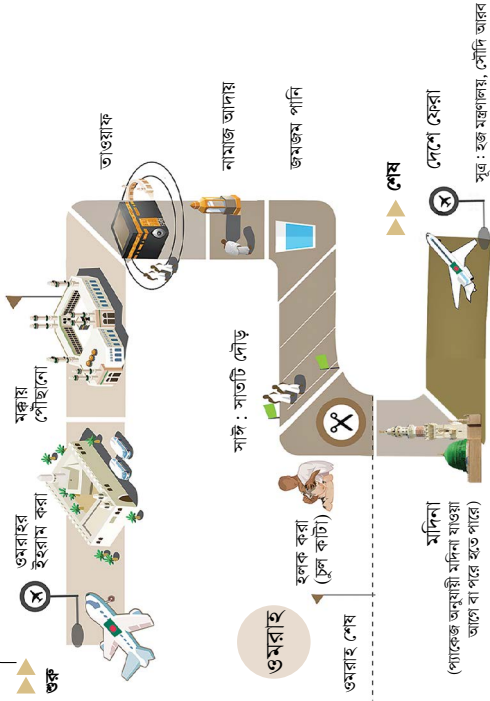 শুরু
ওমরাহর
ইহরাম করা
মক্কায়
পৌঁছানো
তাওয়াফ
নামাজ আদায়
জমজম পানি
সাঈ : সাতটি দৌড়
হলক করা
(চুল কাটা)
ওমরাহ
ওমরাহ শেষ
মদিনা
(প্যাকেজ অনুযায়ী মদিনা যাওয়া
আগে বা পরে হতে পারে)
শেষ
দেশে ফেরা
সূত্র : হজ মন্ত্রণালয়, সৌদি আরব